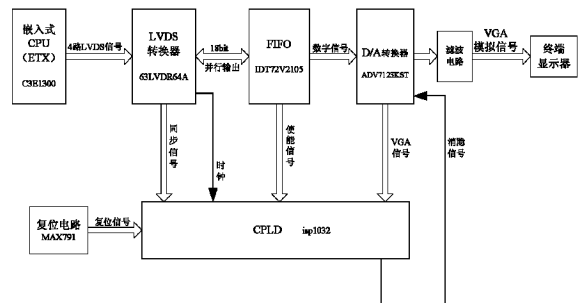 嵌入式
CPU
（ETX）
C3E1300
4路LVDS信号
LVDS
转换器
63LVDR64A
18bit
并行输出
FIFO
IDT72V2105
数字信号
D/A转换器
ADV7123KST
滤波
电路
VGA
模拟信号
终端
显示器
同步信号
时钟
使能信号
VGA
信号
消隐
信号
复位电路
MAX791
复位信号
CPLD isp1032